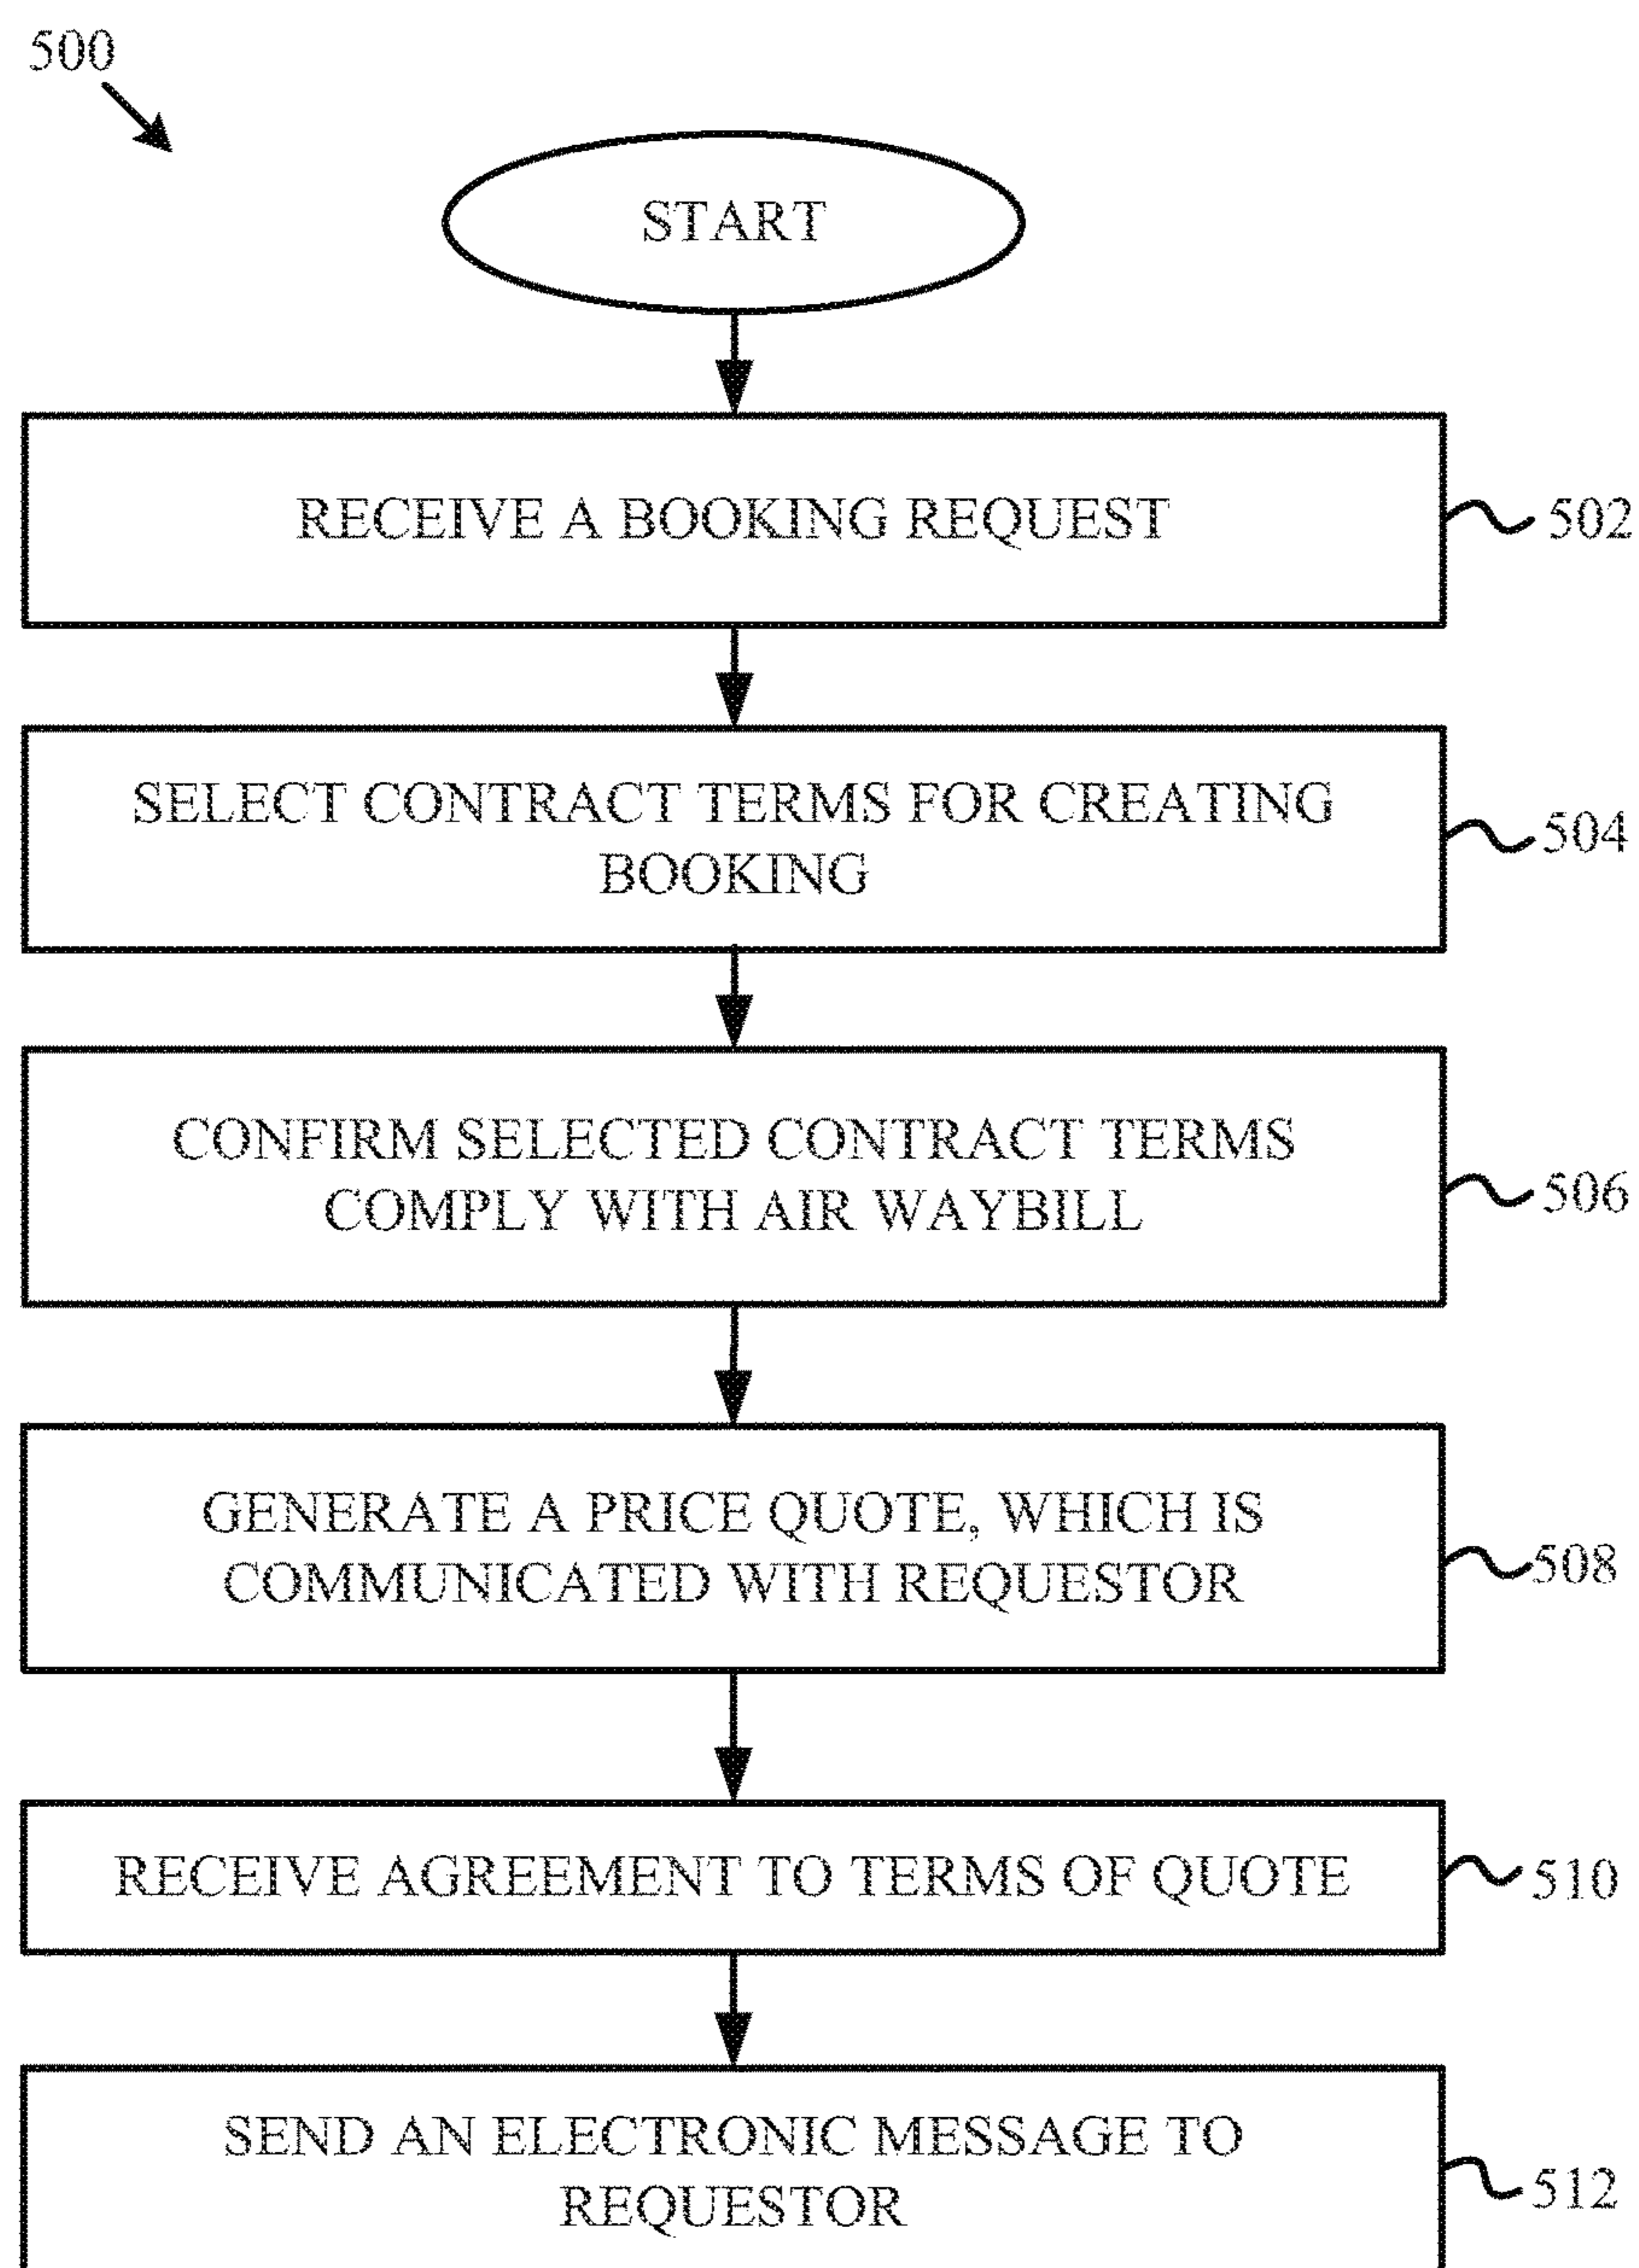 500
START
RECEIVE A BOOKING REQUEST
502
SELECT CONTRACT TERMS FOR CREATING
BOOKING
504
CONFIRM SELECTED CONTRACT TERMS
COMPLY WITH AIR WAYBILL
506
GENERATE A PRICE QUOTE, WHICH IS
COMMUNICATED WITH REQUESTOR
508
RECEIVE AGREEMENT TO TERMS OF QUOTE
510
SEND AN ELECTRONIC MESSAGE TO
REQUESTOR
512